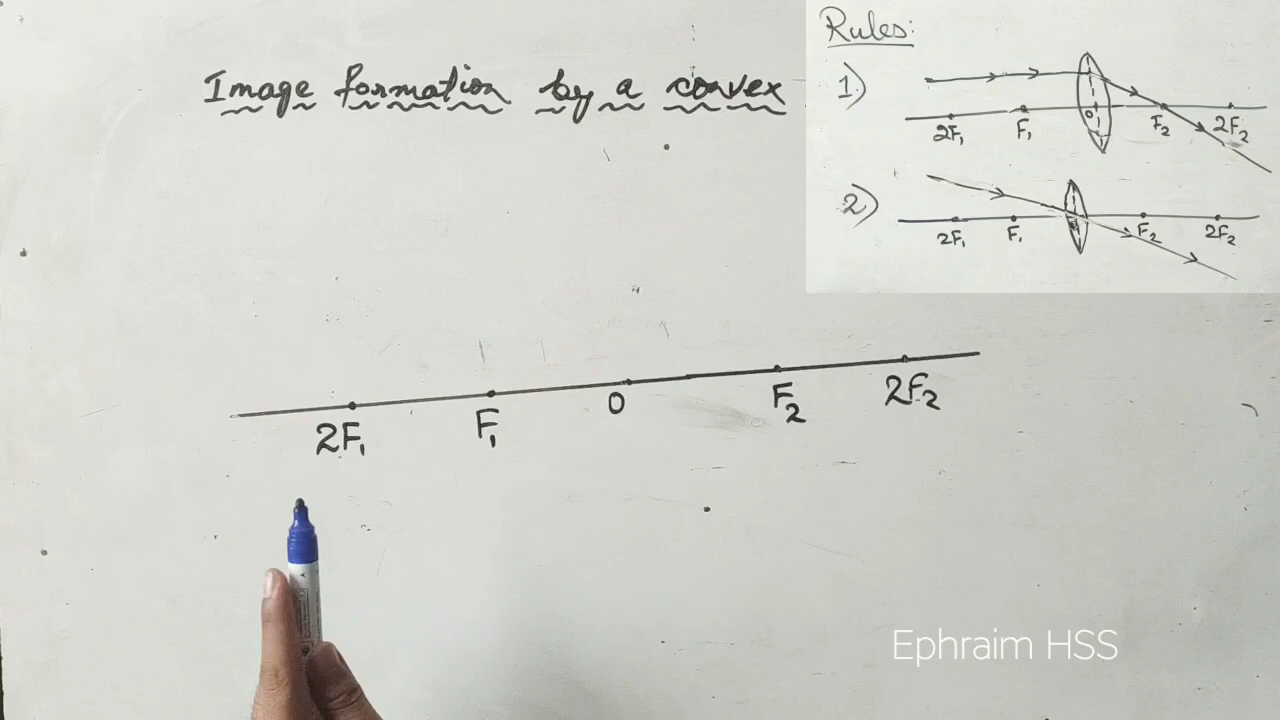 Image formation by a convex
Rules:
1)
2F₁ F₁ O F₂ 2F₂
2)
2F₁ F₁ F₂ 2F₂
2F₁ F₁ O F₂ 2F₂
Ephraim HSS